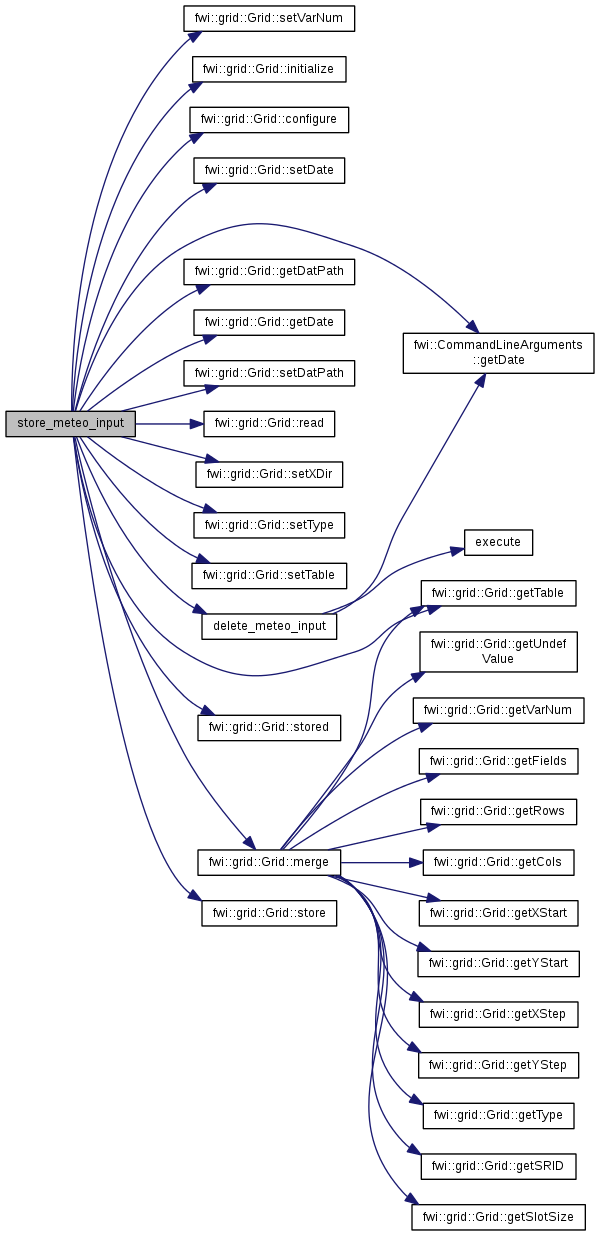 fwi::grid::Grid::setVarNum
fwi::grid::Grid::initialize
fwi::grid::Grid::configure
fwi::grid::Grid::setDate
fwi::grid::Grid::getDatPath
fwi::grid::Grid::getDate
fwi::CommandLineArguments
::getDate
fwi::grid::Grid::setDatPath
store_meteo_input
fwi::grid::Grid::read
fwi::grid::Grid::setXDir
fwi::grid::Grid::setType
execute
fwi::grid::Grid::setTable
fwi::grid::Grid::getTable
delete_meteo_input
fwi::grid::Grid::getUndef
Value
fwi::grid::Grid::getVarNum
fwi::grid::Grid::stored
fwi::grid::Grid::getFields
fwi::grid::Grid::getRows
fwi::grid::Grid::merge
fwi::grid::Grid::getCols
fwi::grid::Grid::store
fwi::grid::Grid::getXStart
fwi::grid::Grid::getYStart
fwi::grid::Grid::getXStep
fwi::grid::Grid::getYStep
fwi::grid::Grid::getType
fwi::grid::Grid::getSRID
fwi::grid::Grid::getSlotSize